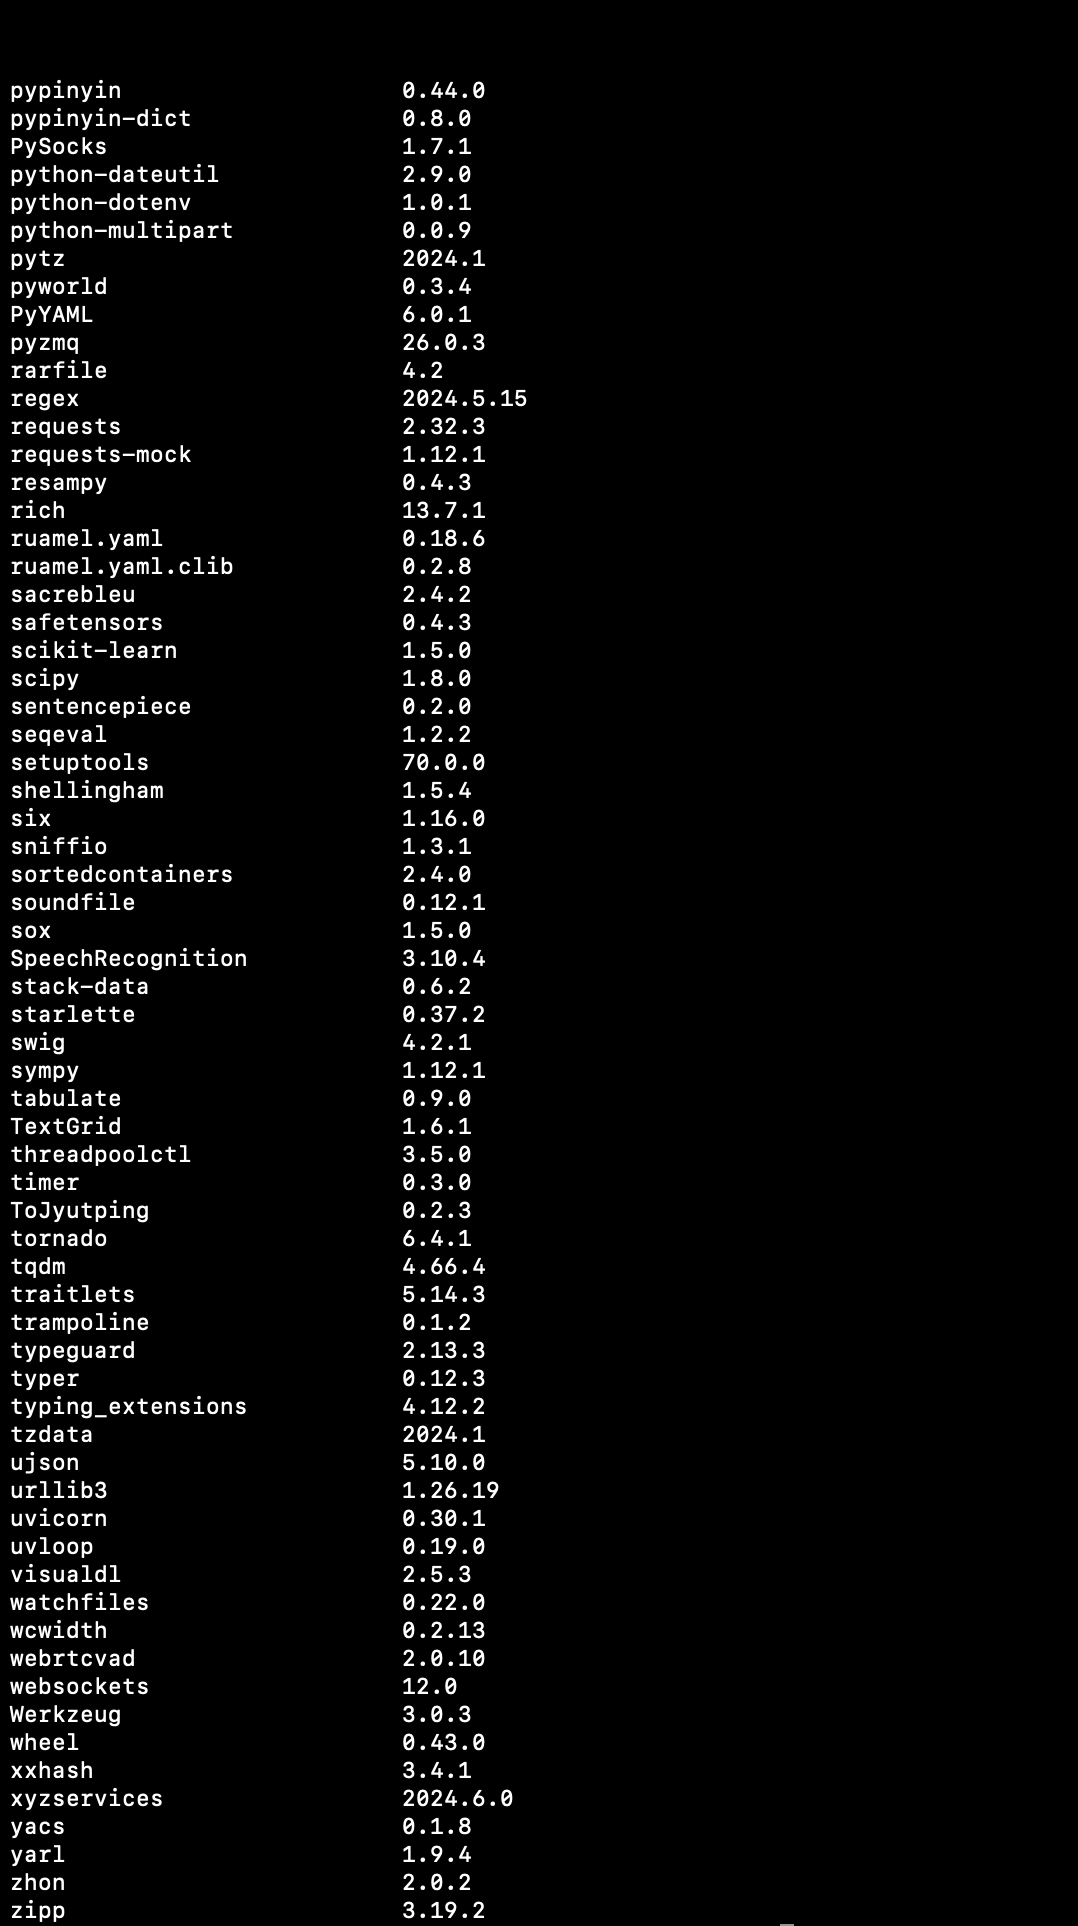 pypinyin 0.44.0
pypinyin-dict 0.8.0
PySocks 1.7.1
python-dateutil 2.9.0
python-dotenv 1.0.1
python-multipart 0.0.9
pytz 2024.1
pyworld 0.3.4
PyYAML 6.0.1
pyzmq 26.0.3
rarfile 4.2
regex 2024.5.15
requests 2.32.3
requests-mock 1.12.1
resampy 0.4.3
rich 13.7.1
ruamel.yaml 0.18.6
ruamel.yaml.clib 0.2.8
sacrebleu 2.4.2
safetensors 0.4.3
scikit-learn 1.5.0
scipy 1.8.0
sentencepiece 0.2.0
seqeval 1.2.2
setuptools 70.0.0
shellingham 1.5.4
six 1.16.0
sniffio 1.3.1
sortedcontainers 2.4.0
soundfile 0.12.1
sox 1.5.0
SpeechRecognition 3.10.4
stack-data 0.6.2
starlette 0.37.2
swig 4.2.1
sympy 1.12.1
tabulate 0.9.0
TextGrid 1.6.1
threadpoolctl 3.5.0
timer 0.3.0
ToJyutping 0.2.3
tornado 6.4.1
tqdm 4.66.4
traitlets 5.14.3
trampoline 0.1.2
typeguard 2.13.3
typer 0.12.3
typing_extensions 4.12.2
tzdata 2024.1
ujson 5.10.0
urllib3 1.26.19
uvicorn 0.30.1
uvloop 0.19.0
visualdl 2.5.3
watchfiles 0.22.0
wcwidth 0.2.13
webrtcvad 2.0.10
websockets 12.0
Werkzeug 3.0.3
wheel 0.43.0
xxhash 3.4.1
xyzservices 2024.6.0
yacs 0.1.8
yarl 1.9.4
zhon 2.0.2
zipp 3.19.2